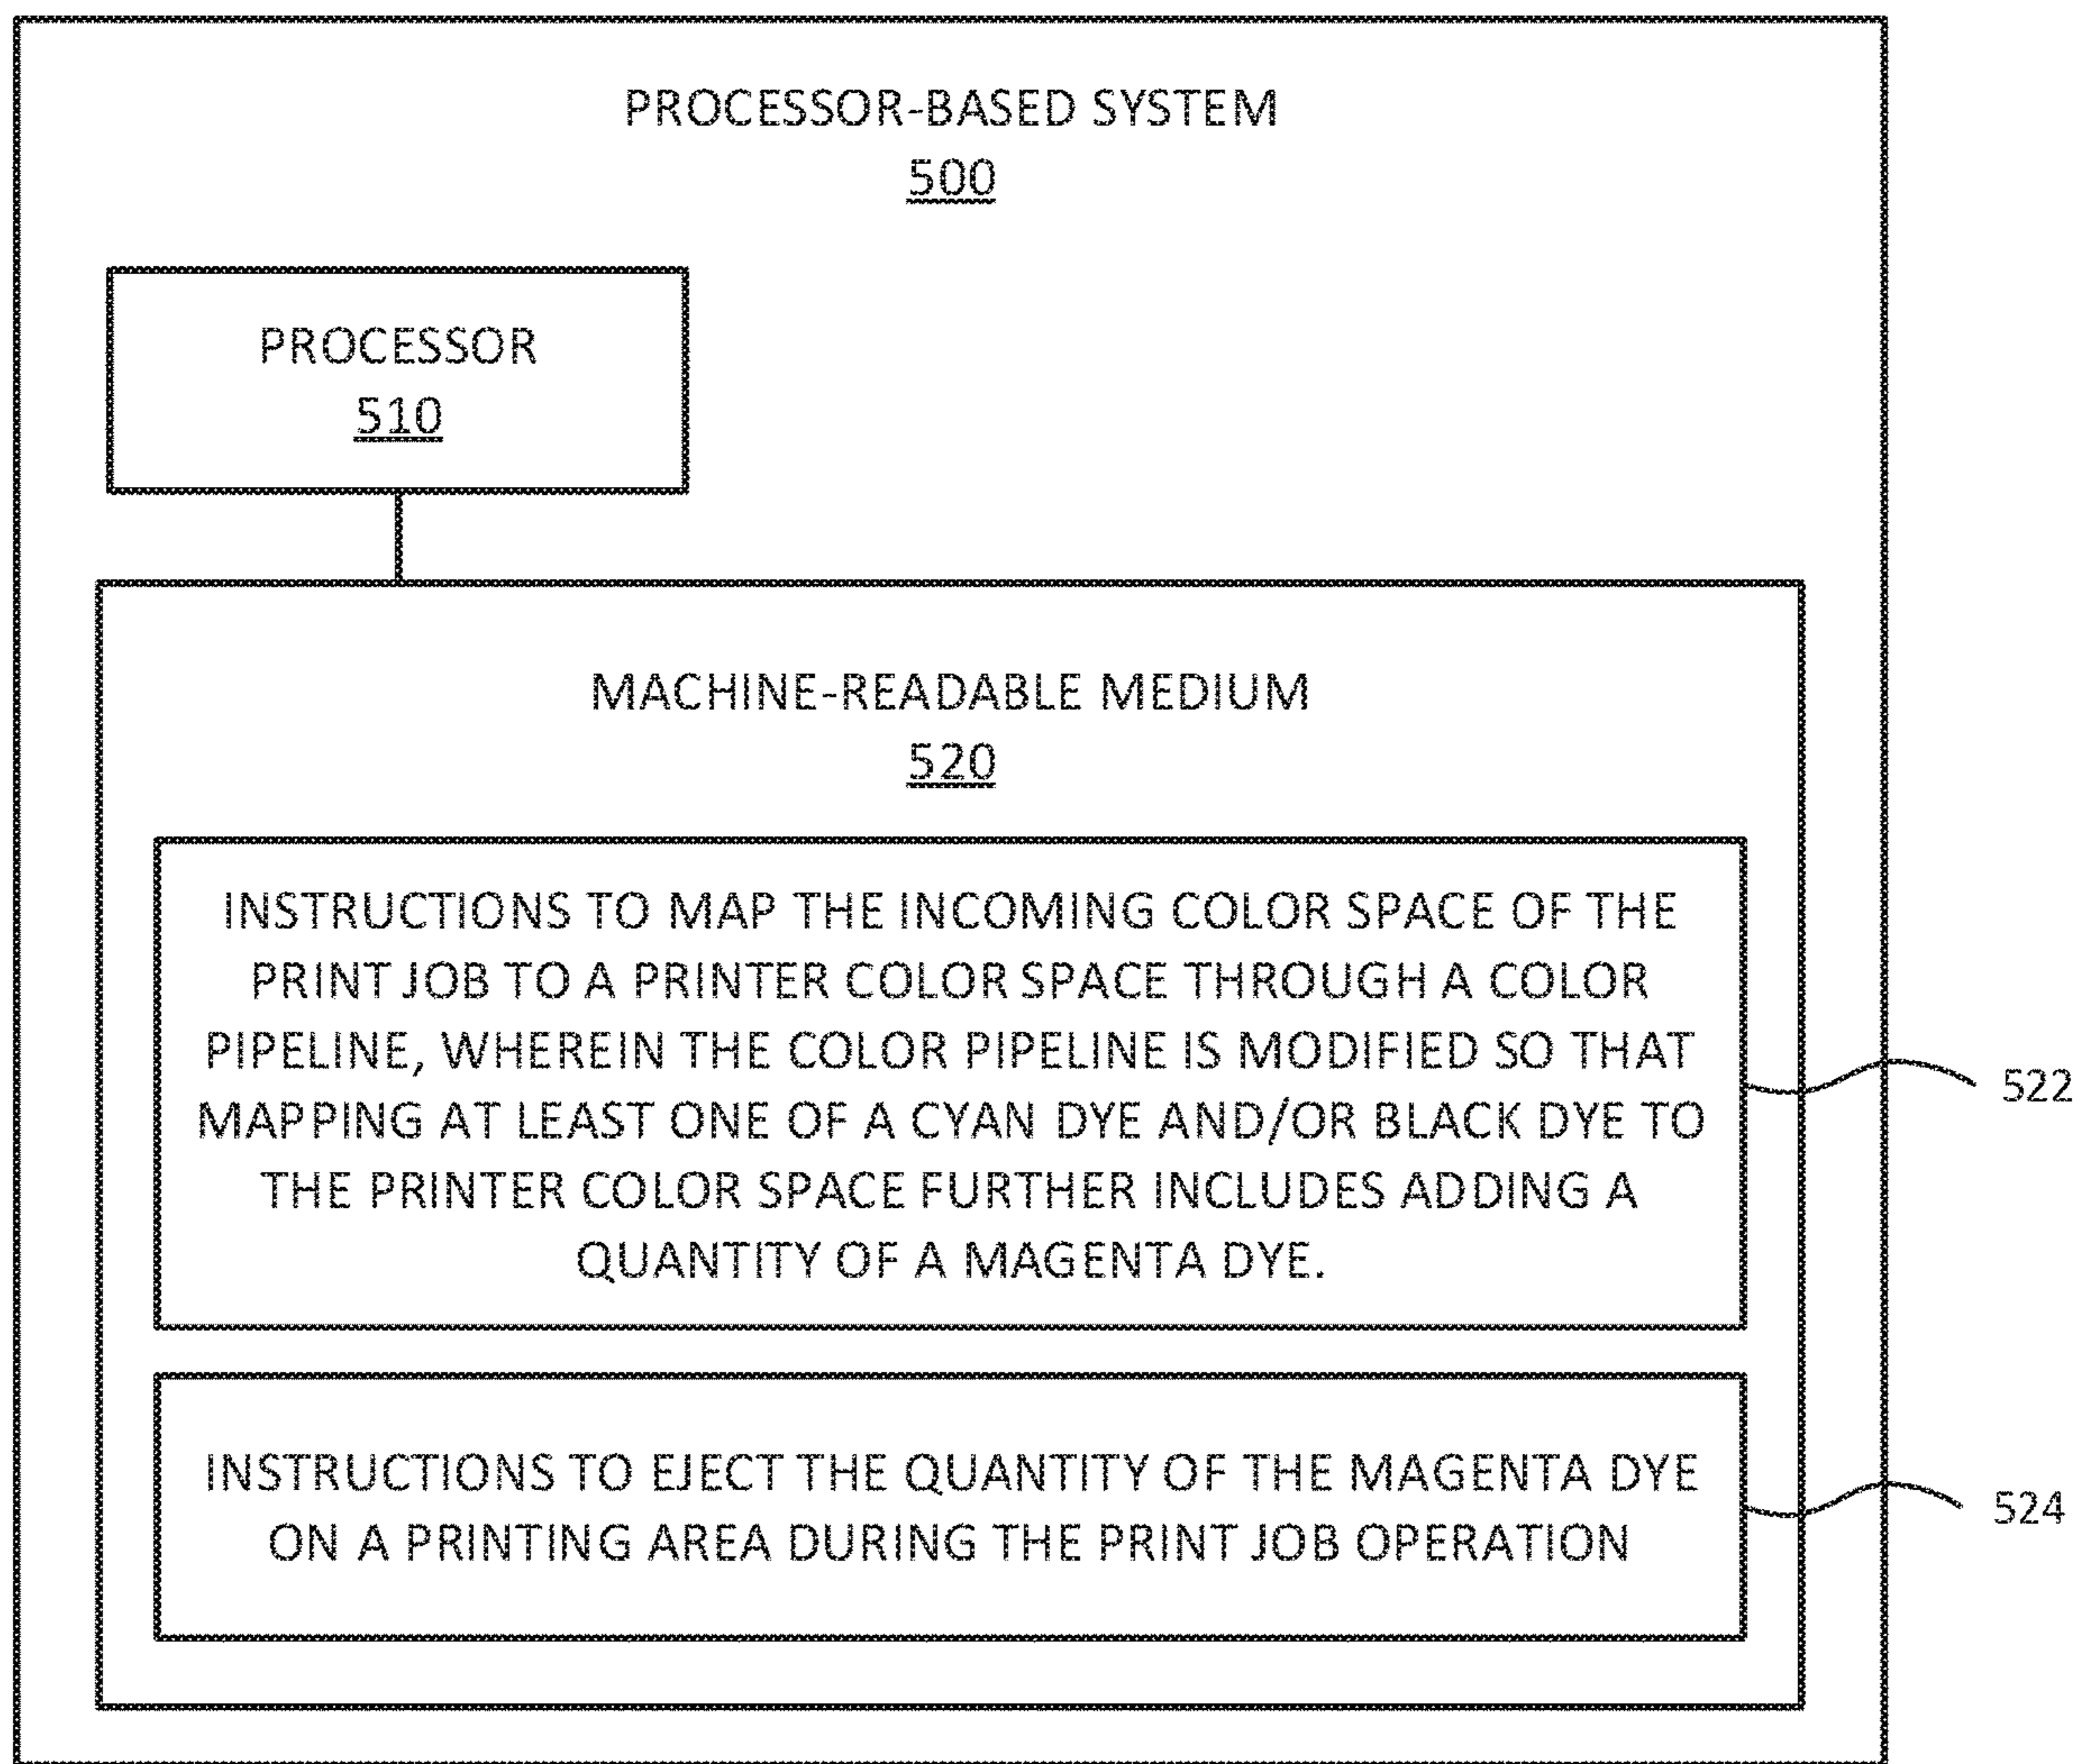 PROCESSOR-BASED SYSTEM
500
PROCESSOR
510
MACHINE-READABLE MEDIUM
520
INSTRUCTIONS TO MAP THE INCOMING COLOR SPACE OF THE
PRINT JOB TO A PRINTER COLOR SPACE THROUGH A COLOR
PIPELINE, WHEREIN THE COLOR PIPELINE IS MODIFIED SO THAT
MAPPING AT LEAST ONE OF A CYAN DYE AND/OR BLACK DYE TO
THE PRINTER COLOR SPACE FURTHER INCLUDES ADDING A
QUANTITY OF A MAGENTA DYE.
522
INSTRUCTIONS TO EJECT THE QUANTITY OF THE MAGENTA DYE
ON A PRINTING AREA DURING THE PRINT JOB OPERATION
524